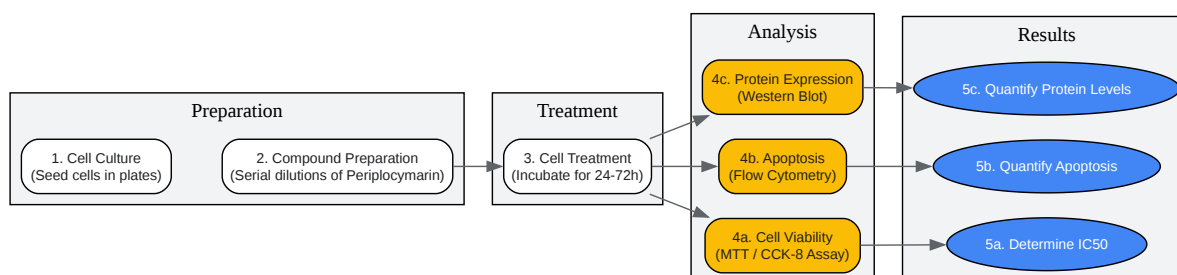 Preparation
1. Cell Culture
(Seed cells in plates)
2. Compound Preparation
(Serial dilutions of Periplocymarin)
Treatment
3. Cell Treatment
(Incubate for 24-72h)
Analysis
4c. Protein Expression
(Western Blot)
4b. Apoptosis
(Flow Cytometry)
4a. Cell Viability
(MTT / CCK-8 Assay)
Results
5c. Quantify Protein Levels
5b. Quantify Apoptosis
5a. Determine IC50